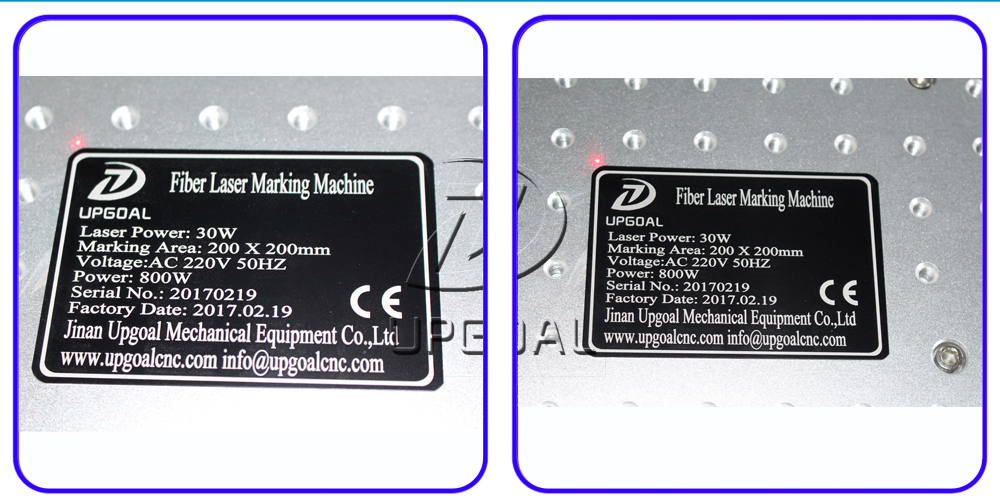 Fiber Laser Marking Machine
UPGOAL
Laser Power: 30W
Marking Area: 200 X 200mm
Voltage:AC 220V 50HZ
Power: 800W
Serial No.: 20170219
Factory Date: 2017.02.19
CE
Jinan Upgoal Mechanical Equipment Co.,Ltd
www.upgoalcnc.com info@upgoalcnc.com
Fiber Laser Marking Machine
UPGOAL
Laser Power: 30W
Marking Area: 200 X 200mm
Voltage:AC 220V 50HZ
Power: 800W
Serial No.: 20170219
Factory Date: 2017.02.19
CE
Jinan Upgoal Mechanical Equipment Co.,Ltd
www.upgoalcnc.com info@upgoalcnc.com
UPGOAL